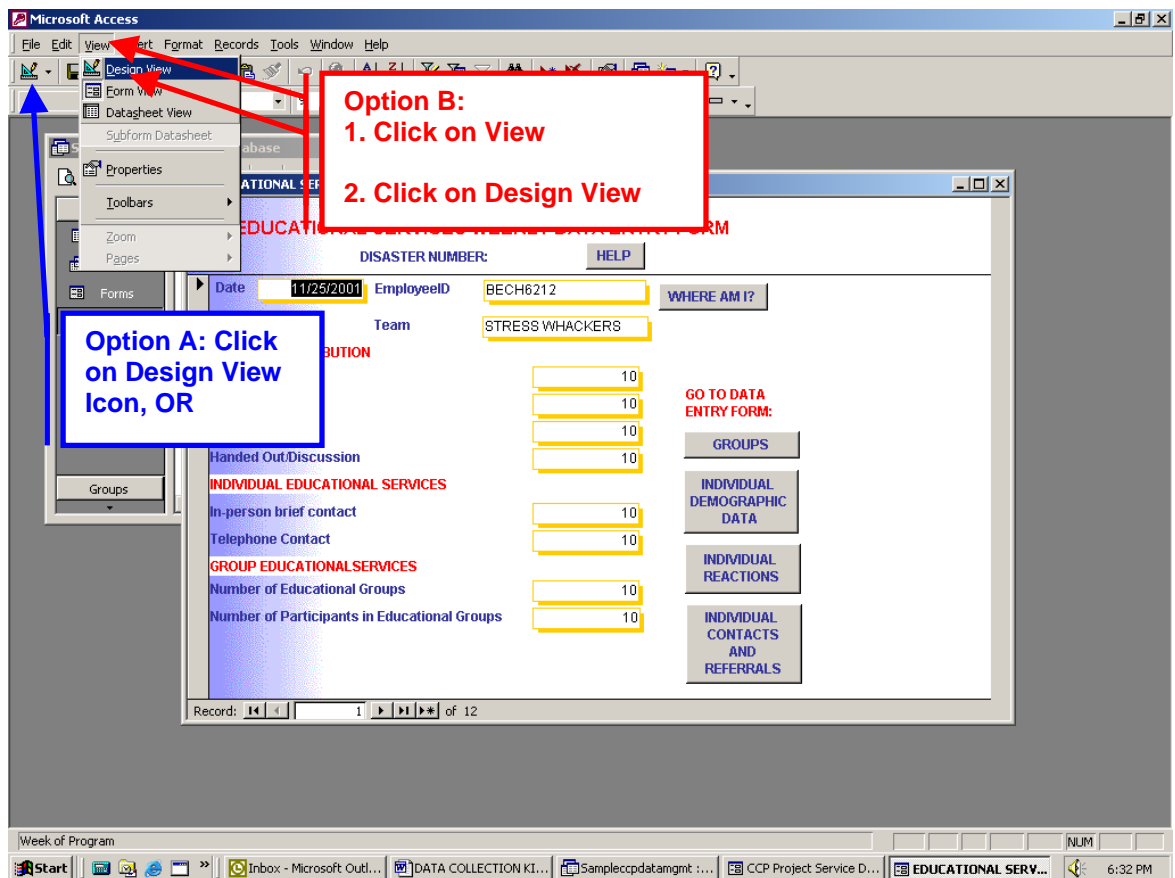 Microsoft Access
File Edit View Insert Format Records Tools Window Help
Design View
Form View
Datasheet View
Subform Datasheet
Properties
Toolbars
Zoom
Pages
Option B:
1. Click on View
2. Click on Design View
Option A: Click
on Design View
Icon, OR
EDUCATIONAL SERVICES WEEKLY DATA ENTRY FORM
DISASTER NUMBER: HELP
Forms
Date 11/25/2001 EmployeeID BECH6212 WHERE AM I?
Team STRESS WHACKERS
10
10
10
Handed Out/Discussion 10
GO TO DATA
ENTRY FORM:
GROUPS
Groups
INDIVIDUAL EDUCATIONAL SERVICES
In-person brief contact 10
Telephone Contact 10
INDIVIDUAL
DEMOGRAPHIC
DATA
GROUP EDUCATIONALSERVICES
Number of Educational Groups 10
Number of Participants in Educational Groups 10
INDIVIDUAL
REACTIONS
INDIVIDUAL
CONTACTS
AND
REFERRALS
Record: 1 of 12
Week of Program NUM
Start Inbox - Microsoft Outl... DATA COLLECTION KI... Sampleccpdatamgmt :... CCP Project Service D... EDUCATIONAL SERV... 6:32 PM